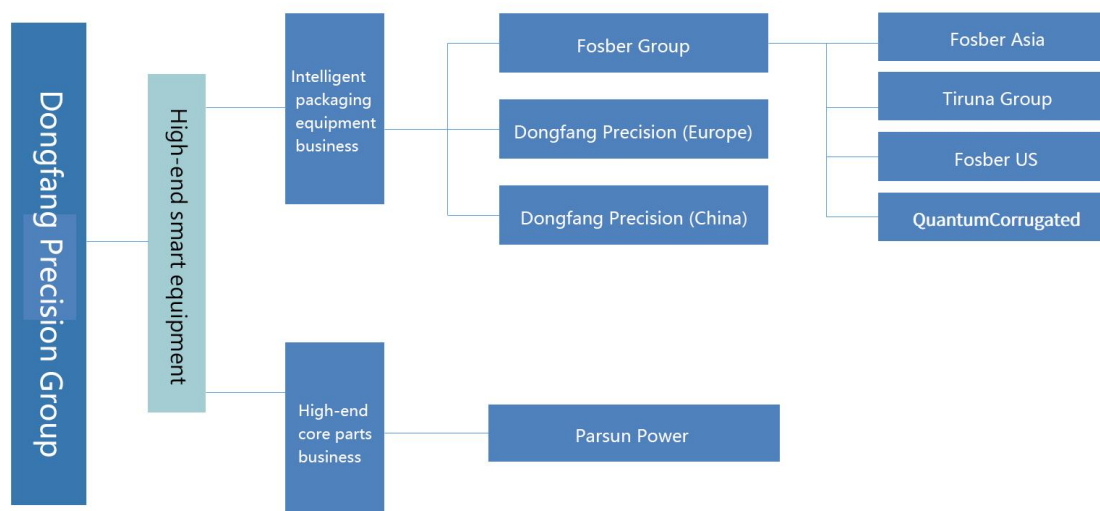 Dongfang Precision Group
High-end smart equipment
Intelligent
packaging
equipment
business
Fosber Group
Dongfang Precision (Europe)
Dongfang Precision (China)
Fosber Asia
Tiruna Group
Fosber US
QuantumCorrugated
High-end
core parts
business
Parsun Power